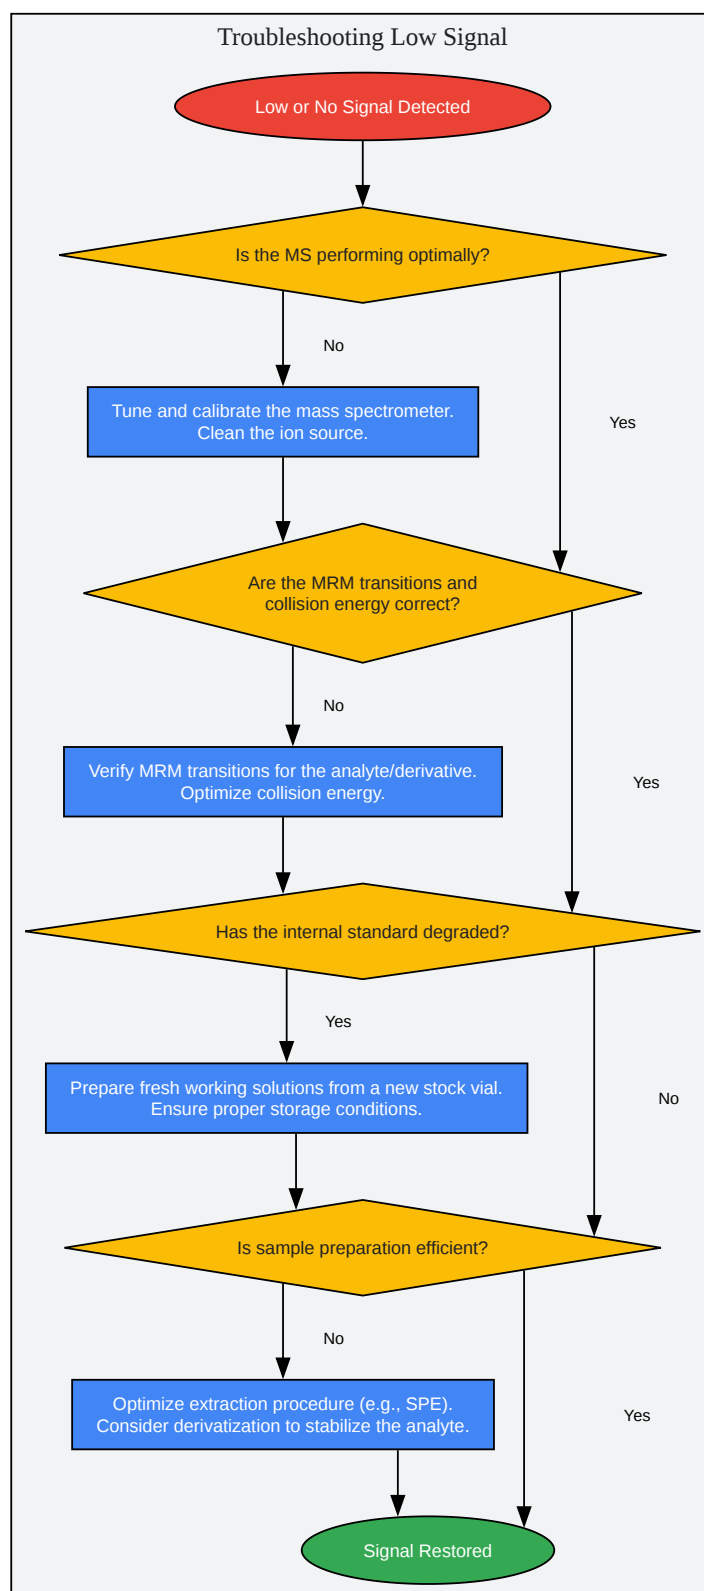 Troubleshooting Low Signal
Low or No Signal Detected
Is the MS performing optimally?
No
Tune and calibrate the mass spectrometer.
Clean the ion source.
Yes
Are the MRM transitions and
collision energy correct?
No
Verify MRM transitions for the analyte/derivative.
Optimize collision energy.
Yes
Has the internal standard degraded?
Yes
Prepare fresh working solutions from a new stock vial.
Ensure proper storage conditions.
No
Is sample preparation efficient?
No
Optimize extraction procedure (e.g., SPE).
Consider derivatization to stabilize the analyte.
Yes
Signal Restored